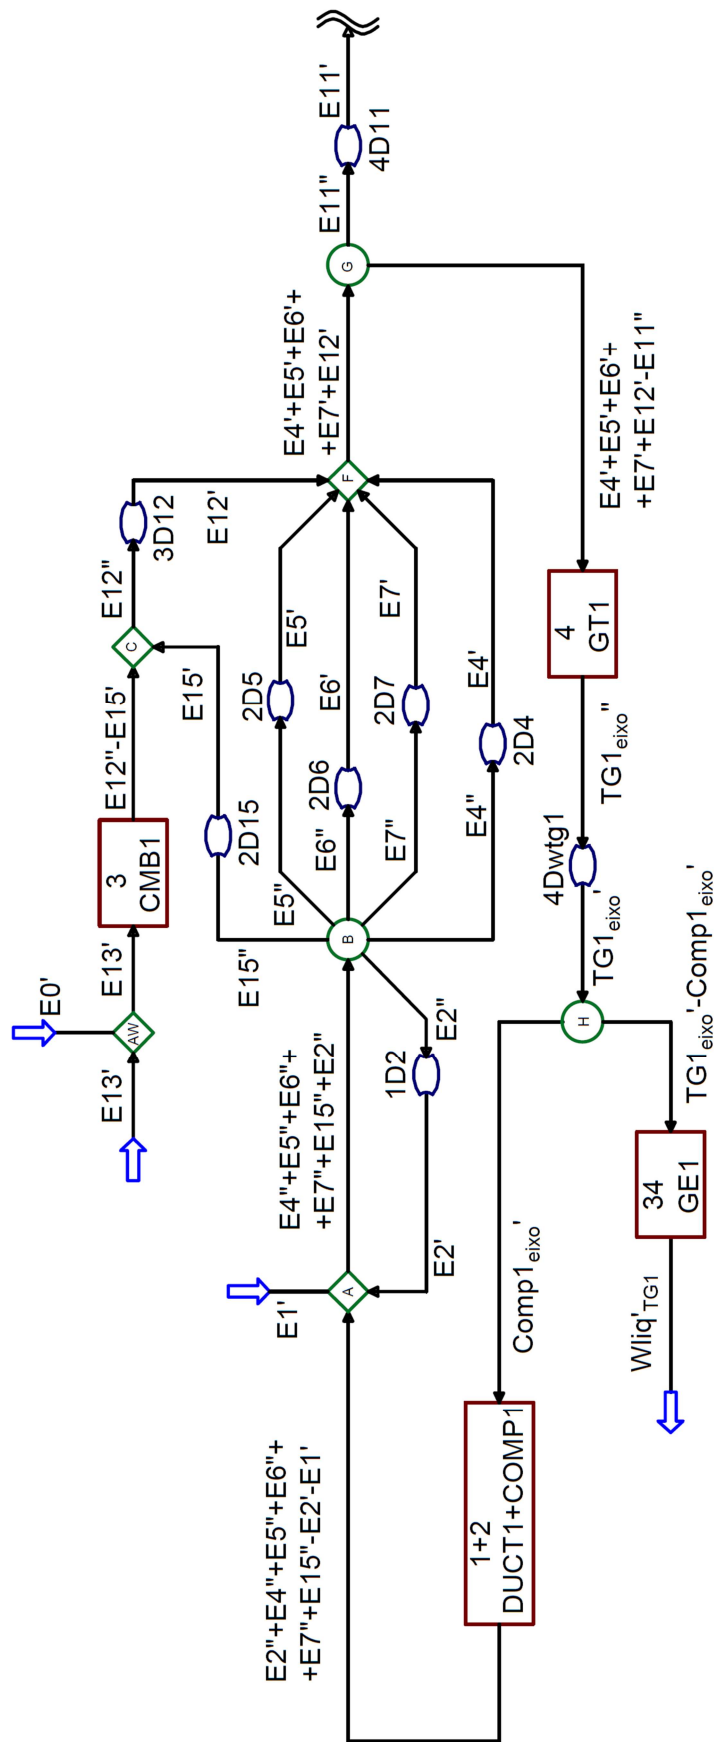 E0'
E13'
AW
E13'
3
CMB1
E12"-E15'
C
E12"
3D12
E12'
E15"
2D15
E15'
E5"
2D5
E5'
E6"
2D6
E6'
E7"
2D7
E7'
E4"
2D4
E4'
E2"+E4"+E5"+E6"+
+E7"+E15"-E2'-E1'
E1'
A
E4"+E5"+E6"+
+E7"+E15"+E2"
B
E2"
1D2
E2'
F
E4'+E5'+E6'+
+E7'+E12'
G
E11"
4D11
E11'
E4'+E5'+E6'+
+E7'+E12'-E11"
4
GT1
TG1eixo"
4Dwtg1
TG1eixo'
H
Comp1eixo'
1+2
DUCT1+COMP1
TG1eixo'-Comp1eixo'
34
GE1
Wliq'TG1